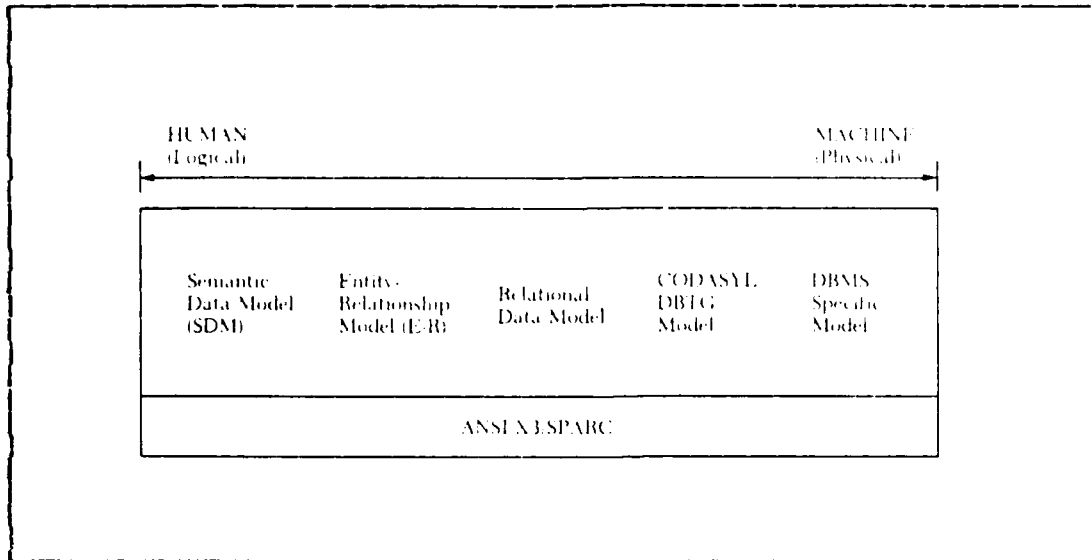 HUMAN
(Logical)
MACHINE
(Physical)
Semantic
Data Model
(SDM)
Entity-
Relationship
Model (E-R)
Relational
Data Model
CODASYL
DBTG
Model
DBMS
Specific
Model
ANSI/X3/SPARC